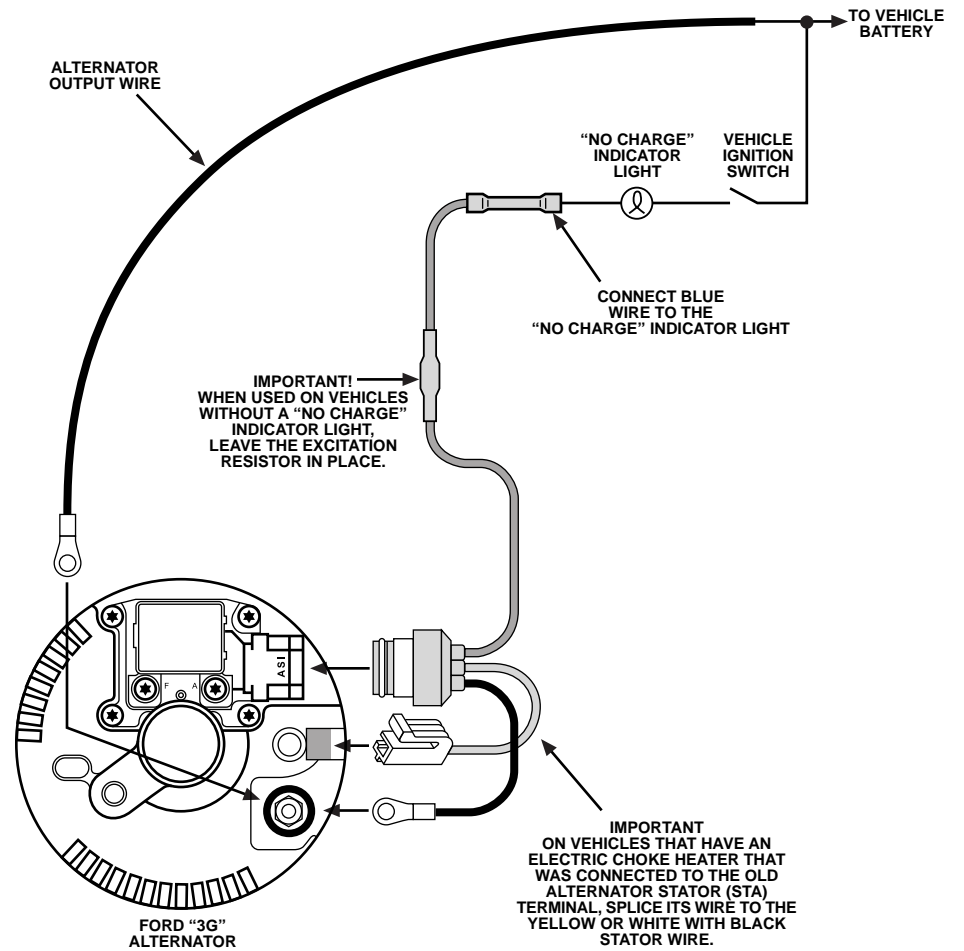 TO VEHICLE
BATTERY
ALTERNATOR
OUTPUT WIRE
“NO CHARGE”
INDICATOR
LIGHT
VEHICLE
IGNITION
SWITCH
CONNECT BLUE
WIRE TO THE
“NO CHARGE” INDICATOR LIGHT
IMPORTANT!
WHEN USED ON VEHICLES
WITHOUT A “NO CHARGE”
INDICATOR LIGHT,
LEAVE THE EXCITATION
RESISTOR IN PLACE.
ASI
F
A
IMPORTANT
ON VEHICLES THAT HAVE AN
ELECTRIC CHOKE HEATER THAT
WAS CONNECTED TO THE OLD
ALTERNATOR STATOR (STA)
TERMINAL, SPLICE ITS WIRE TO THE
YELLOW OR WHITE WITH BLACK
STATOR WIRE.
FORD “3G”
ALTERNATOR